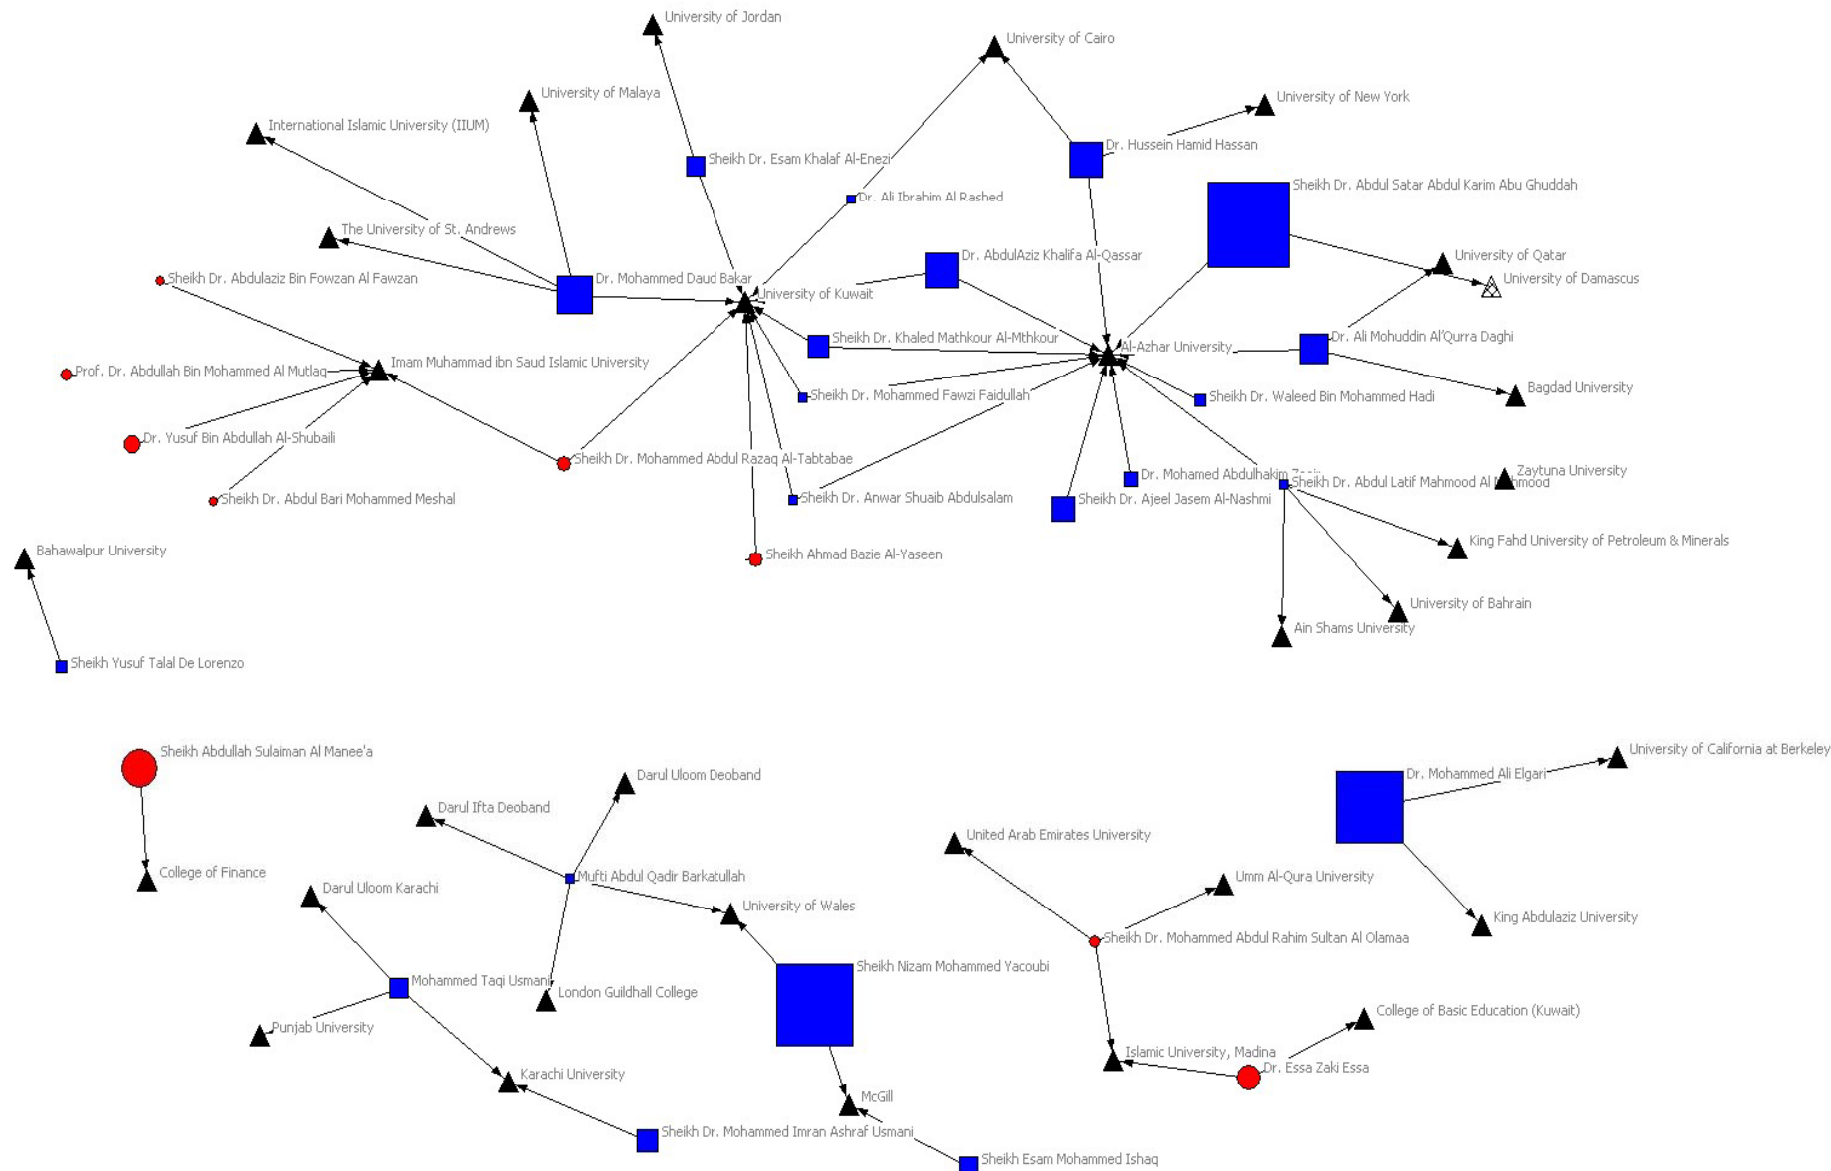 University of Jordan
University of Cairo
University of Malaya
University of New York
International Islamic University (IIUM)
Dr. Hussein Hamid Hassan
Sheikh Dr. Esam Khalaf Al-Enezi
Sheikh Dr. Abdul Satar Abdul Karim Abu Ghuddah
Dr. Ali Ibrahim Al Rashed
The University of St. Andrews
Dr. AbdulAziz Khalifa Al-Qassar
University of Qatar
Sheikh Dr. Abdulaziz Bin Fowzan Al Fawzan
Dr. Mohammed Daud Bakar
University of Damascus
University of Kuwait
Sheikh Dr. Khaled Mathkour Al-Mthkour
Dr. Ali Mohuddin Al'Qurra Daghi
Al-Azhar University
Imam Muhammad ibn Saud Islamic University
Prof. Dr. Abdullah Bin Mohammed Al Mutlaq
Bagdad University
Sheikh Dr. Mohammed Fawzi Faidullah
Sheikh Dr. Waleed Bin Mohammed Hadi
Dr. Yusuf Bin Abdullah Al-Shubaili
Sheikh Dr. Mohammed Abdul Razaq Al-Tabtabae
Zaytuna University
Dr. Mohamed Abdulhakim
Sheikh Dr. Abdul Latif Mahmood Al
Sheikh Dr. Abdul Bari Mohammed Meshal
Sheikh Dr. Anwar Shuaib Abdulsalam
Sheikh Dr. Ajeel Jasem Al-Nashmi
King Fahd University of Petroleum & Minerals
Bahawalpur University
Sheikh Ahmad Bazie Al-Yaseen
University of Bahrain
Ain Shams University
Sheikh Yusuf Talal De Lorenzo
Sheikh Abdullah Sulaiman Al Manee'a
University of California at Berkeley
Darul Uloom Deoband
Dr. Mohammed Ali Elgari
Darul Ifta Deoband
United Arab Emirates University
College of Finance
Mufti Abdul Qadir Barkatullah
Umm Al-Qura University
Darul Uloom Karachi
University of Wales
King Abdulaziz University
Sheikh Dr. Mohammed Abdul Rahim Sultan Al Olamaa
Sheikh Nizam Mohammed Yacoubi
Mohammed Taqi Usmani
London Guildhall College
College of Basic Education (Kuwait)
Punjab University
Islamic University, Madina
Dr. Essa Zaki Essa
Karachi University
McGill
Sheikh Dr. Mohammed Imran Ashraf Usmani
Sheikh Esam Mohammed Ishaq